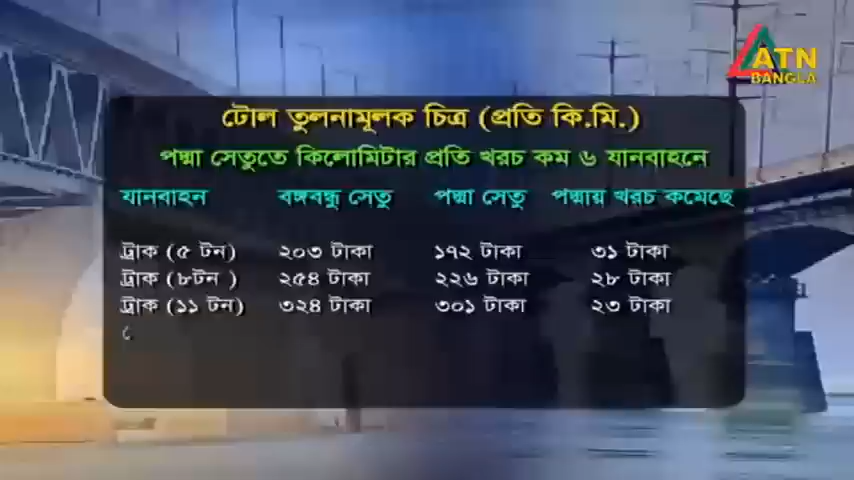 ATN
BANGLA
টোল তুলনামূলক চিত্র (প্রতি কি.মি.)
পদ্মা সেতুতে কিলোমিটার প্রতি খরচ কম ৬ যানবাহনে
যানবাহন বঙ্গবন্ধু সেতু পদ্মা সেতু পদ্মায় খরচ কমেছে
ট্রাক (৫ টন) ২০৩ টাকা ১৭২ টাকা ৩১ টাকা
ট্রাক (৮টন ) ২৫৪ টাকা ২২৬ টাকা ২৮ টাকা
ট্রাক (১১ টন) ৩২৪ টাকা ৩০১ টাকা ২৩ টাকা